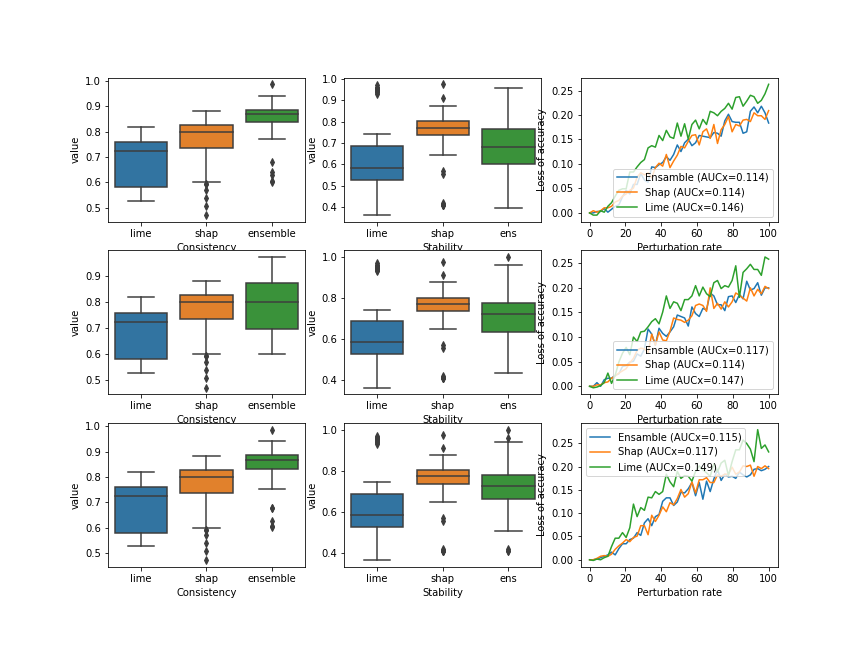 1.0
0.9
0.8
0.7
0.6
0.5
value
lime shap ensemble
Consistency
1.0
0.9
0.8
0.7
0.6
0.5
0.4
value
lime shap ens
Stability
0.25
0.20
0.15
0.10
0.05
0.00
Loss of accuracy
Ensamble (AUCx=0.114)
Shap (AUCx=0.114)
Lime (AUCx=0.146)
0 20 40 60 80 100
Perturbation rate
0.9
0.8
0.7
0.6
0.5
value
lime shap ensemble
Consistency
1.0
0.8
0.6
0.4
value
lime shap ens
Stability
0.25
0.20
0.15
0.10
0.05
0.00
Loss of accuracy
Ensamble (AUCx=0.117)
Shap (AUCx=0.114)
Lime (AUCx=0.147)
0 20 40 60 80 100
Perturbation rate
1.0
0.9
0.8
0.7
0.6
0.5
value
lime shap ensemble
Consistency
1.0
0.8
0.6
0.4
value
lime shap ens
Stability
0.25
0.20
0.15
0.10
0.05
0.00
Loss of accuracy
Ensamble (AUCx=0.115)
Shap (AUCx=0.117)
Lime (AUCx=0.149)
0 20 40 60 80 100
Perturbation rate